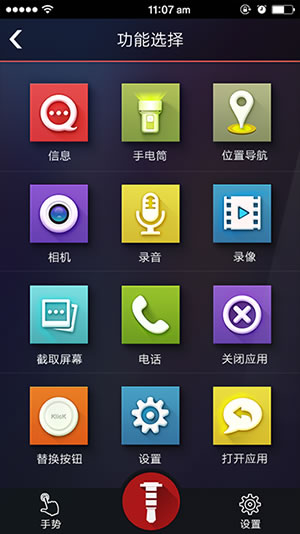 11:07 am
功能选择
信息 手电筒 位置导航
相机 录音 录像
截取屏幕 电话 关闭应用
Klick
替换按钮 设置 打开应用
手势 设置